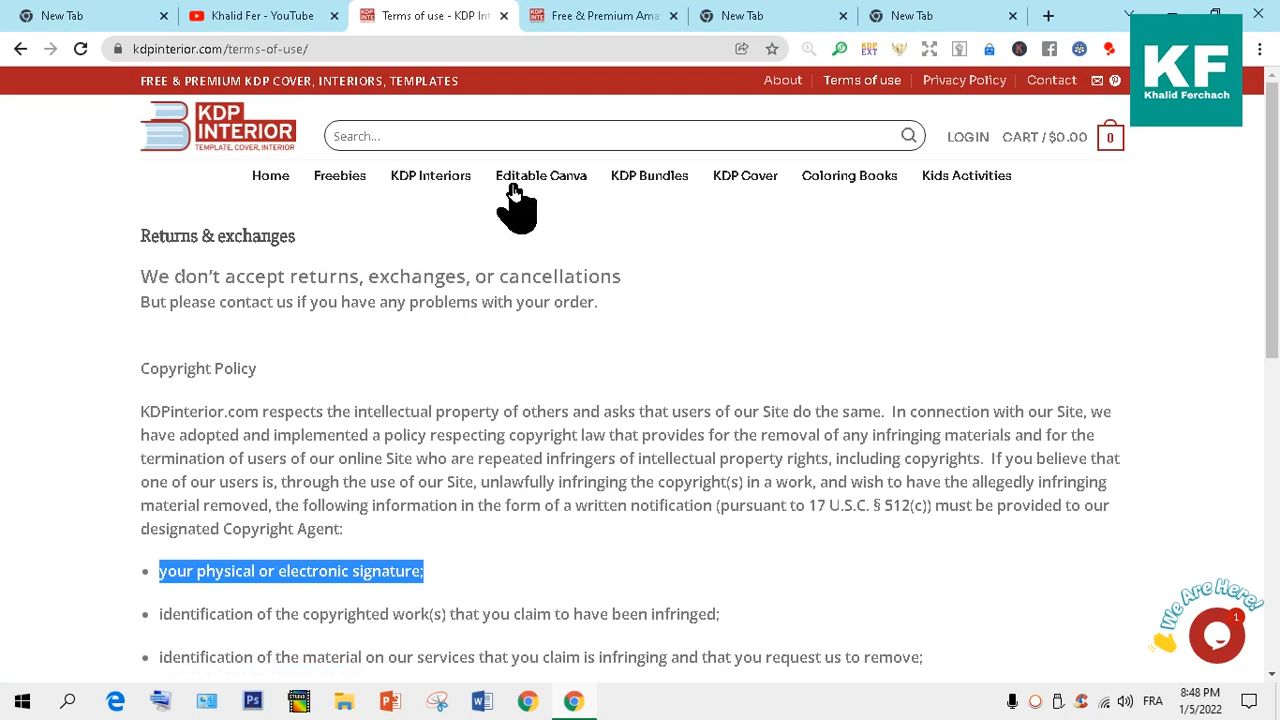 New Tab
Khalid Fer - YouTube
Terms of use - KDP Int
Free & Premium Ama
New Tab
New Tab
kdpinterior.com/terms-of-use/
KF
Khalid Ferchach
FREE & PREMIUM KDP COVER, INTERIORS, TEMPLATES
About
Terms of use
Privacy Policy
Contact
KDP
INTERIOR
TEMPLATE, COVER, INTERIOR
Search...
LOGIN
CART / $0.00
0
Home
Freebies
KDP Interiors
Editable Canva
KDP Bundles
KDP Cover
Coloring Books
Kids Activities
Returns & exchanges
We don't accept returns, exchanges, or cancellations
But please contact us if you have any problems with your order.
Copyright Policy
KDPinterior.com respects the intellectual property of others and asks that users of our Site do the same. In connection with our Site, we
have adopted and implemented a policy respecting copyright law that provides for the removal of any infringing materials and for the
termination of users of our online Site who are repeated infringers of intellectual property rights, including copyrights. If you believe that
one of our users is, through the use of our Site, unlawfully infringing the copyright(s) in a work, and wish to have the allegedly infringing
material removed, the following information in the form of a written notification (pursuant to 17 U.S.C. § 512(c)) must be provided to our
designated Copyright Agent:
your physical or electronic signature;
identification of the copyrighted work(s) that you claim to have been infringed;
identification of the material on our services that you claim is infringing and that you request us to remove;
We Are Here!
1
FRA
8:48 PM
1/5/2022